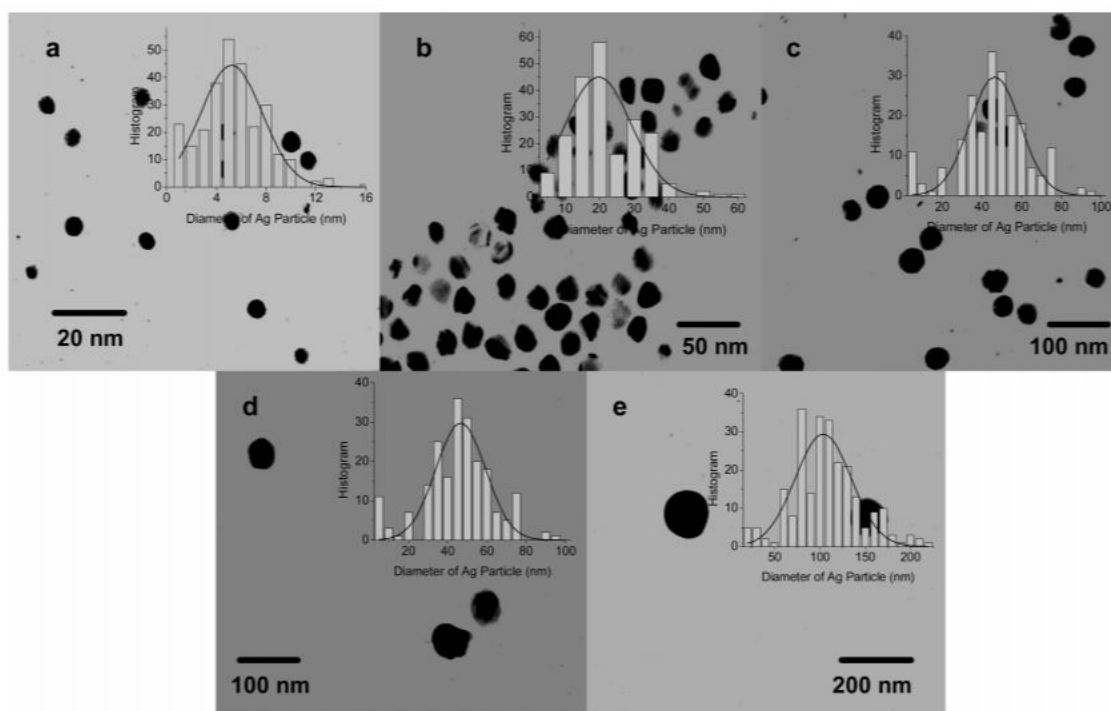 a
Histogram
50
40
30
20
10
0
0 4 8 12 16
Diameter of Ag Particle (nm)
20 nm
b
Histogram
60
50
40
30
20
10
0
10 20 30 40 50 60
Diameter of Ag Particle (nm)
50 nm
c
Histogram
40
30
20
10
0
0 20 40 60 80 100
Diameter of Ag Particle (nm)
100 nm
d
Histogram
40
30
20
10
0
20 40 60 80 100
Diameter of Ag Particle (nm)
100 nm
e
Histogram
40
30
20
10
0
50 100 150 200
Diameter of Ag Particle (nm)
200 nm